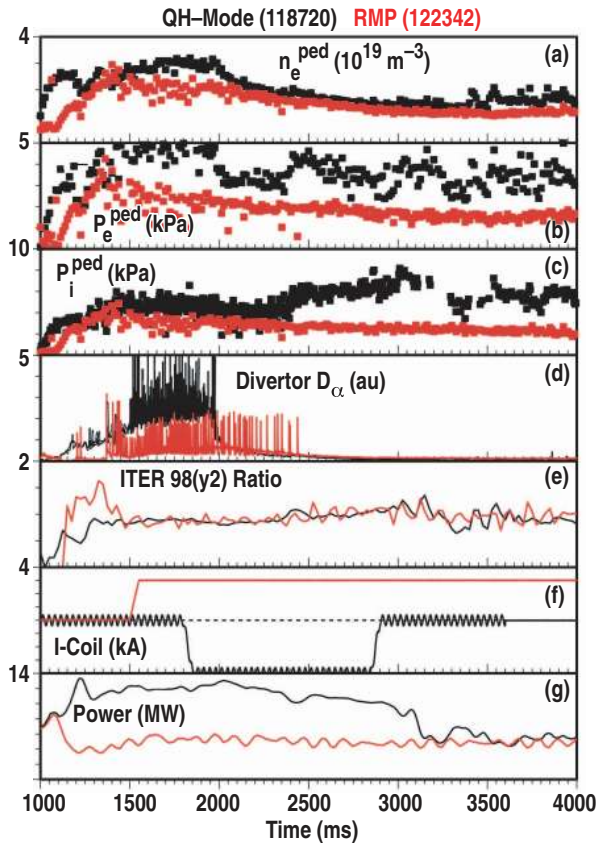 QH–Mode (118720) RMP (122342)
4
n_e^ped (10^19 m^–3)
(a)
5
P_e^ped (kPa)
(b)
10
P_i^ped (kPa)
(c)
5
Divertor D_α (au)
(d)
2
ITER 98(y2) Ratio
(e)
4
(f)
I-Coil (kA)
14
(g)
Power (MW)
1000 1500 2000 2500 3000 3500 4000
Time (ms)